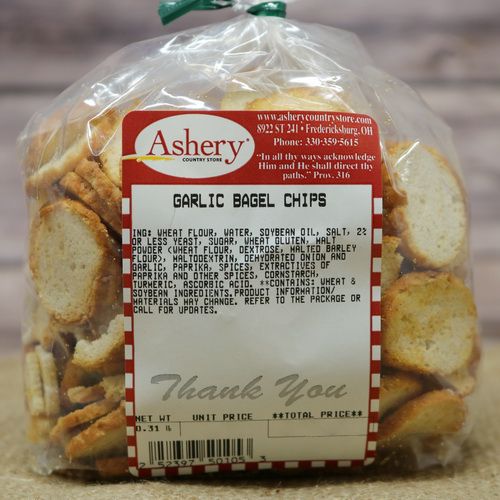 Ashery®
COUNTRY STORE
www.asherycountrystore.com
8922 ST 241 • Fredericksburg, OH
Phone: 330-359-5615
"In all thy ways acknowledge
Him and He shall direct thy
paths." Prov. 316
GARLIC BAGEL CHIPS
ING: WHEAT FLOUR, WATER, SOYBEAN OIL, SALT, 2%
OR LESS YEAST, SUGAR, WHEAT GLUTEN, MALT
POWDER (WHEAT FLOUR, DEXTROSE, MALTED BARLEY
FLOUR), MALTODEXTRIN, DEHYDRATED ONION AND
GARLIC, PAPRIKA, SPICES, EXTRACTIVES OF
PAPRIKA AND OTHER SPICES, CORNSTARCH,
TURMERIC, ASCORBIC ACID. **CONTAINS: WHEAT &
SOYBEAN INGREDIENTS.PRODUCT INFORMATION/
MATERIALS MAY CHANGE. REFER TO THE PACKAGE OR
CALL FOR UPDATES.
Thank You
NET WT UNIT PRICE **TOTAL PRICE**
0.31 lb
2 52397 50105 3